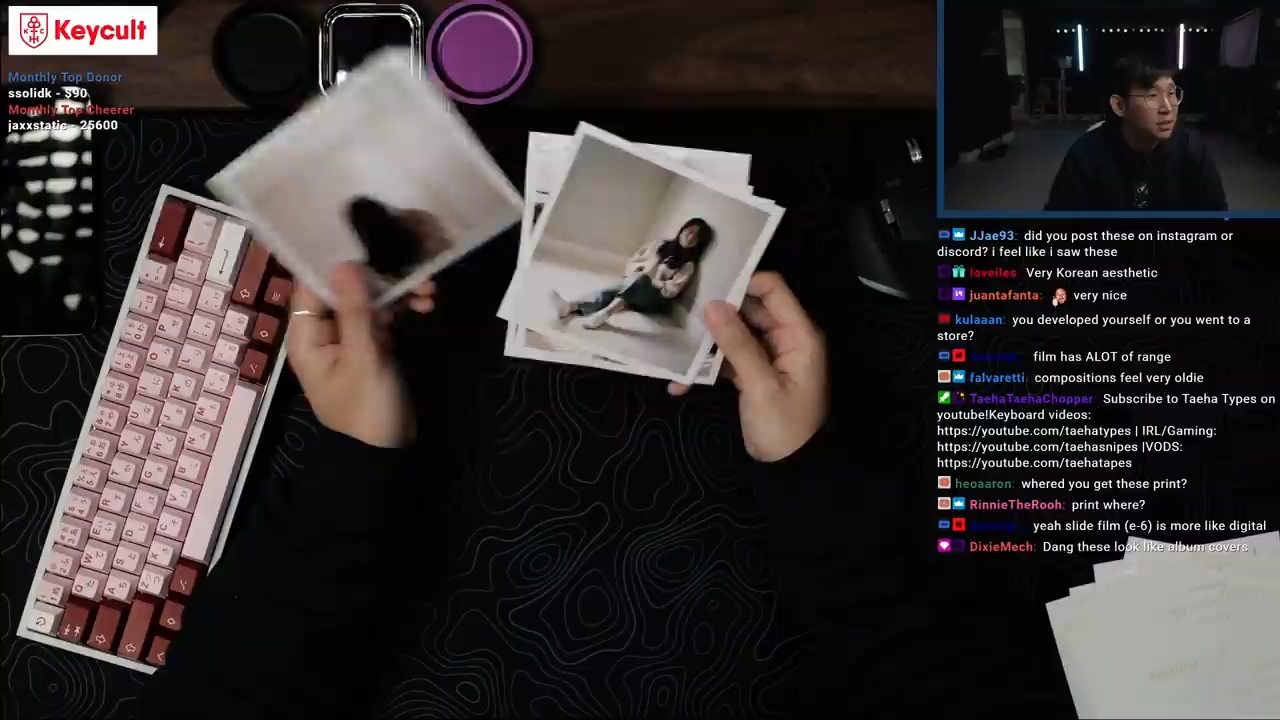 Keycult
Monthly Top Donor
ssolidk - $90
Monthly Top Cheerer
jaxxstatic - 25600
JJae93: did you post these on instagram or
discord? i feel like i saw these
loveiles: Very Korean aesthetic
juantafanta: very nice
kulaaan: you developed yourself or you went to a
store?
film has ALOT of range
falvaretti: compositions feel very oldie
TaehaTaehaChopper: Subscribe to Taeha Types on
youtube!Keyboard videos:
https://youtube.com/taehatypes | IRL/Gaming:
https://youtube.com/taehasnipes |VODS:
https://youtube.com/taehatapes
heoaaron: whered you get these print?
RinnieTheRooh: print where?
yeah slide film (e-6) is more like digital
DixieMech: Dang these look like album covers
P
O
L
I
K
M
U
J
N
Y
H
B
T
G
V
R
F
C
E
D
X
W
S
Z
Q
A